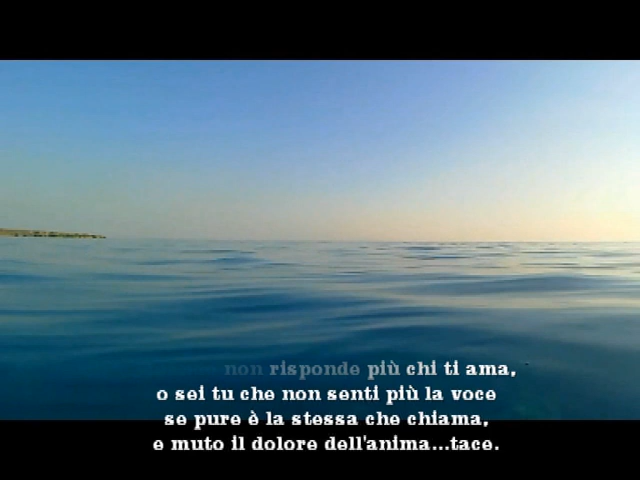 non risponde più chi ti ama,
o sei tu che non senti più la voce
se pure è la stessa che chiama,
e muto il dolore dell'anima...tace.